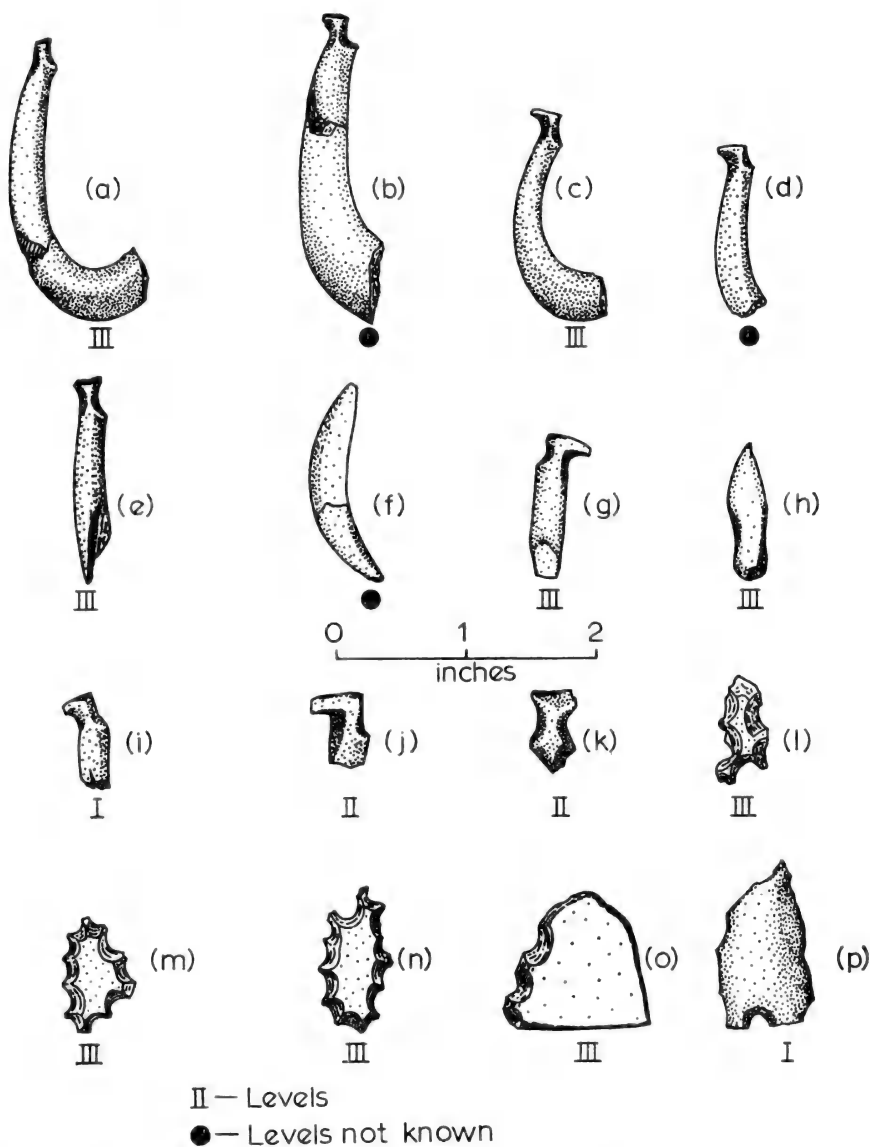 (a) (b) (c) (d)
III ● III ●
(e) (f) (g) (h)
III ● III III
0 1 2
inches
(i) (j) (k) (l)
I II II III
(m) (n) (o) (p)
III III III I
II — Levels
● — Levels not known